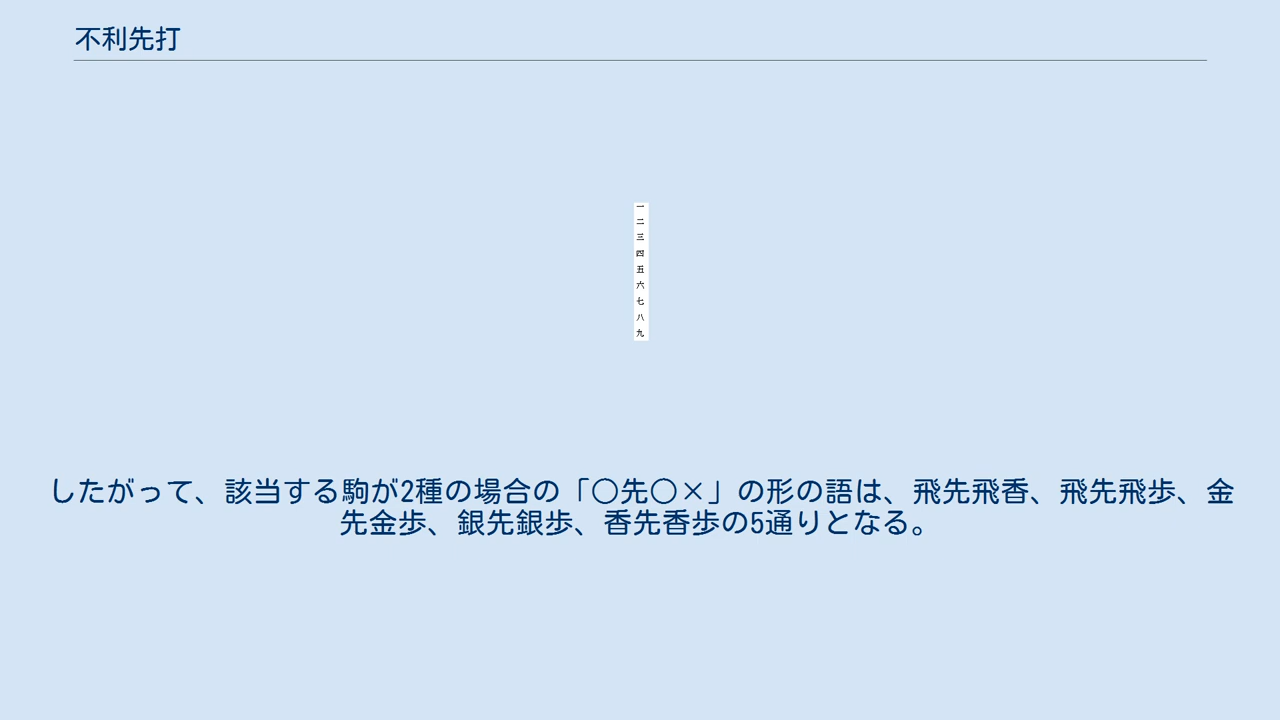 不利先打
一
二
三
四
五
六
七
八
九
したがって、該当する駒が2種の場合の「〇先〇×」の形の語は、飛先飛香、飛先飛歩、金
先金歩、銀先銀歩、香先香歩の5通りとなる。